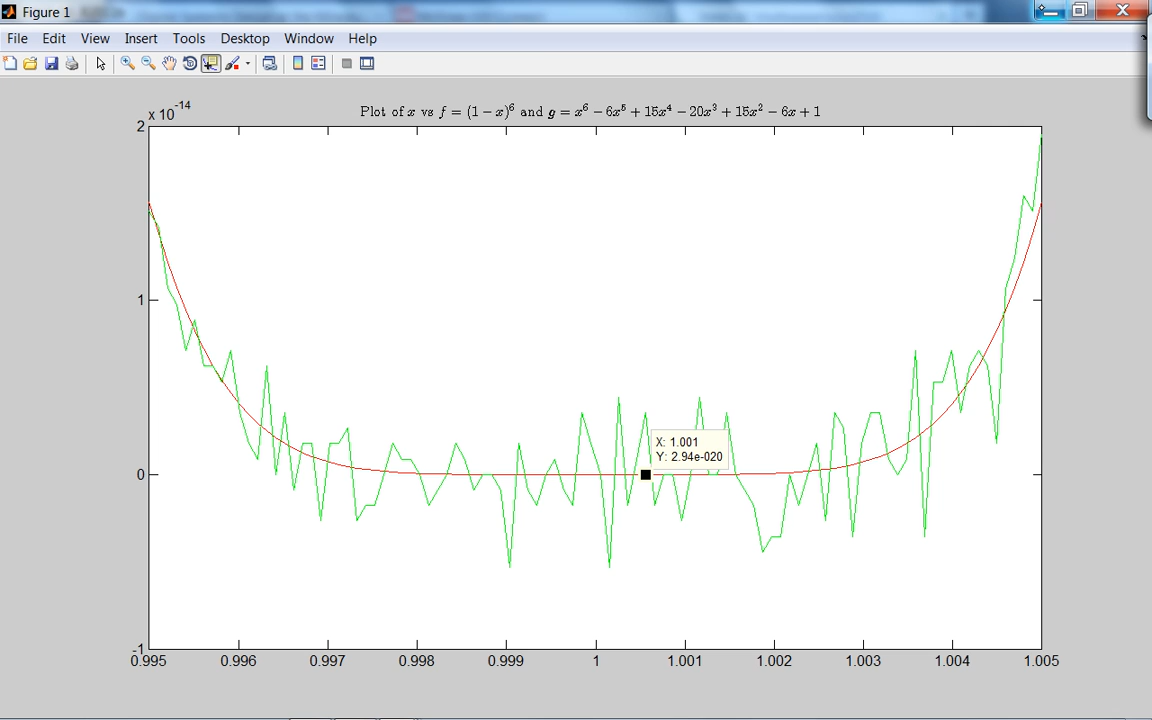 Figure 1
File Edit View Insert Tools Desktop Window Help
x 10^-14
Plot of x vs f = (1 − x)^6 and g = x^6 − 6x^5 + 15x^4 − 20x^3 + 15x^2 − 6x + 1
2
1
X: 1.001
Y: 2.94e-020
0
-1
0.995 0.996 0.997 0.998 0.999 1 1.001 1.002 1.003 1.004 1.005